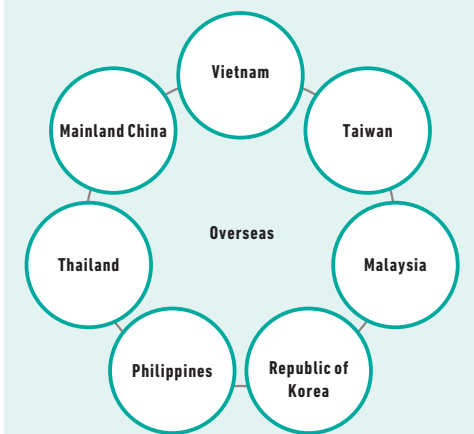 Vietnam
Mainland China
Taiwan
Overseas
Thailand
Malaysia
Philippines
Republic of
Korea